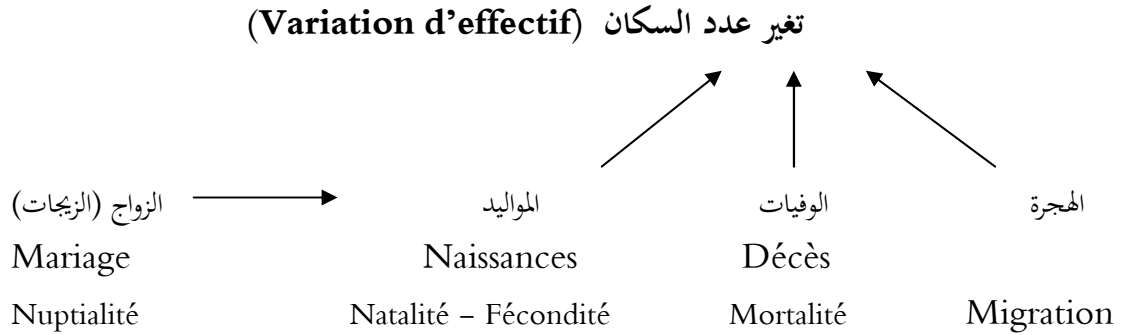 تغير عدد السكان (Variation d'effectif)
الزواج (الزيجات) المواليد الوفيات الهجرة
Mariage Naissances Décès
Nuptialité Natalité – Fécondité Mortalité Migration